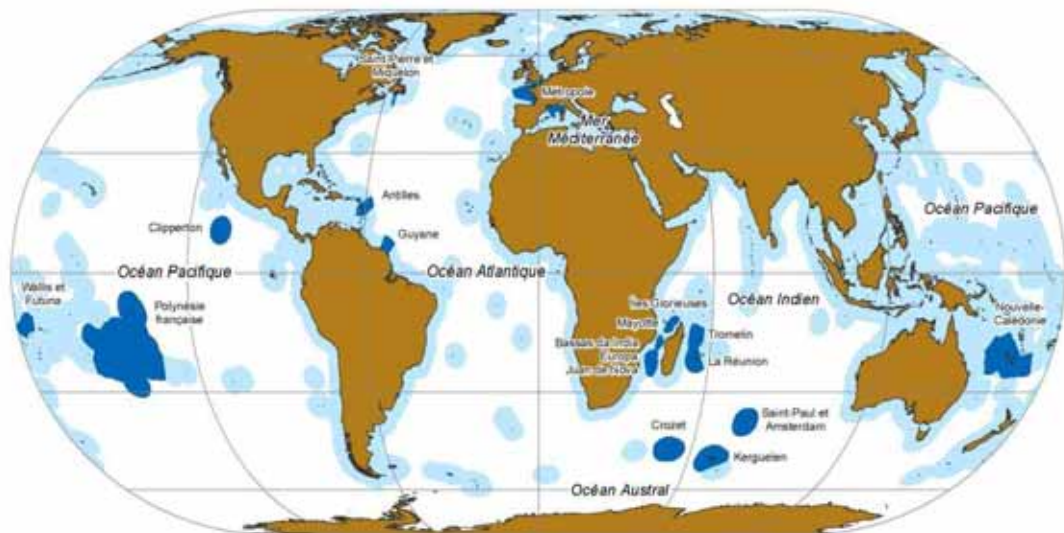 Saint-Pierre et
Miquelon
Métropole
Mer
Méditerranée
Antilles
Clipperton
Guyane
Océan Pacifique
Océan Pacifique
Océan Atlantique
Wallis et
Futuna
Polynésie
française
Océan Indien
Îles Glorieuses
Mayotte
Bassas da India
Europa
Juan de Nova
Tromelin
La Réunion
Nouvelle-
Calédonie
Crozet
Saint-Paul et
Amsterdam
Kerguelen
Océan Austral